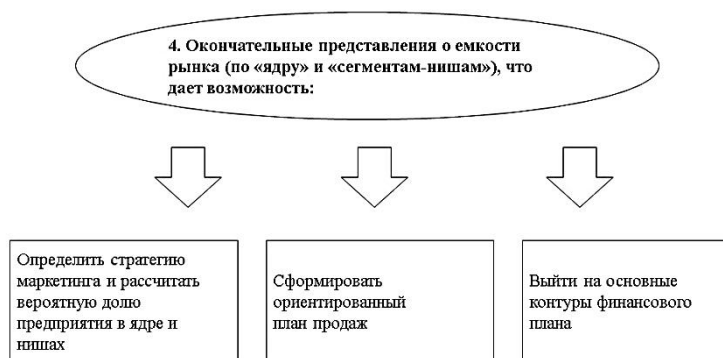 4. Окончательные представления о емкости
рынка (по «ядру» и «сегментам-нишам»), что
дает возможность:
Определить стратегию
маркетинга и рассчитать
вероятную долю
предприятия в ядре и
нишах
Сформировать
ориентированный
план продаж
Выйти на основные
контуры финансового
плана